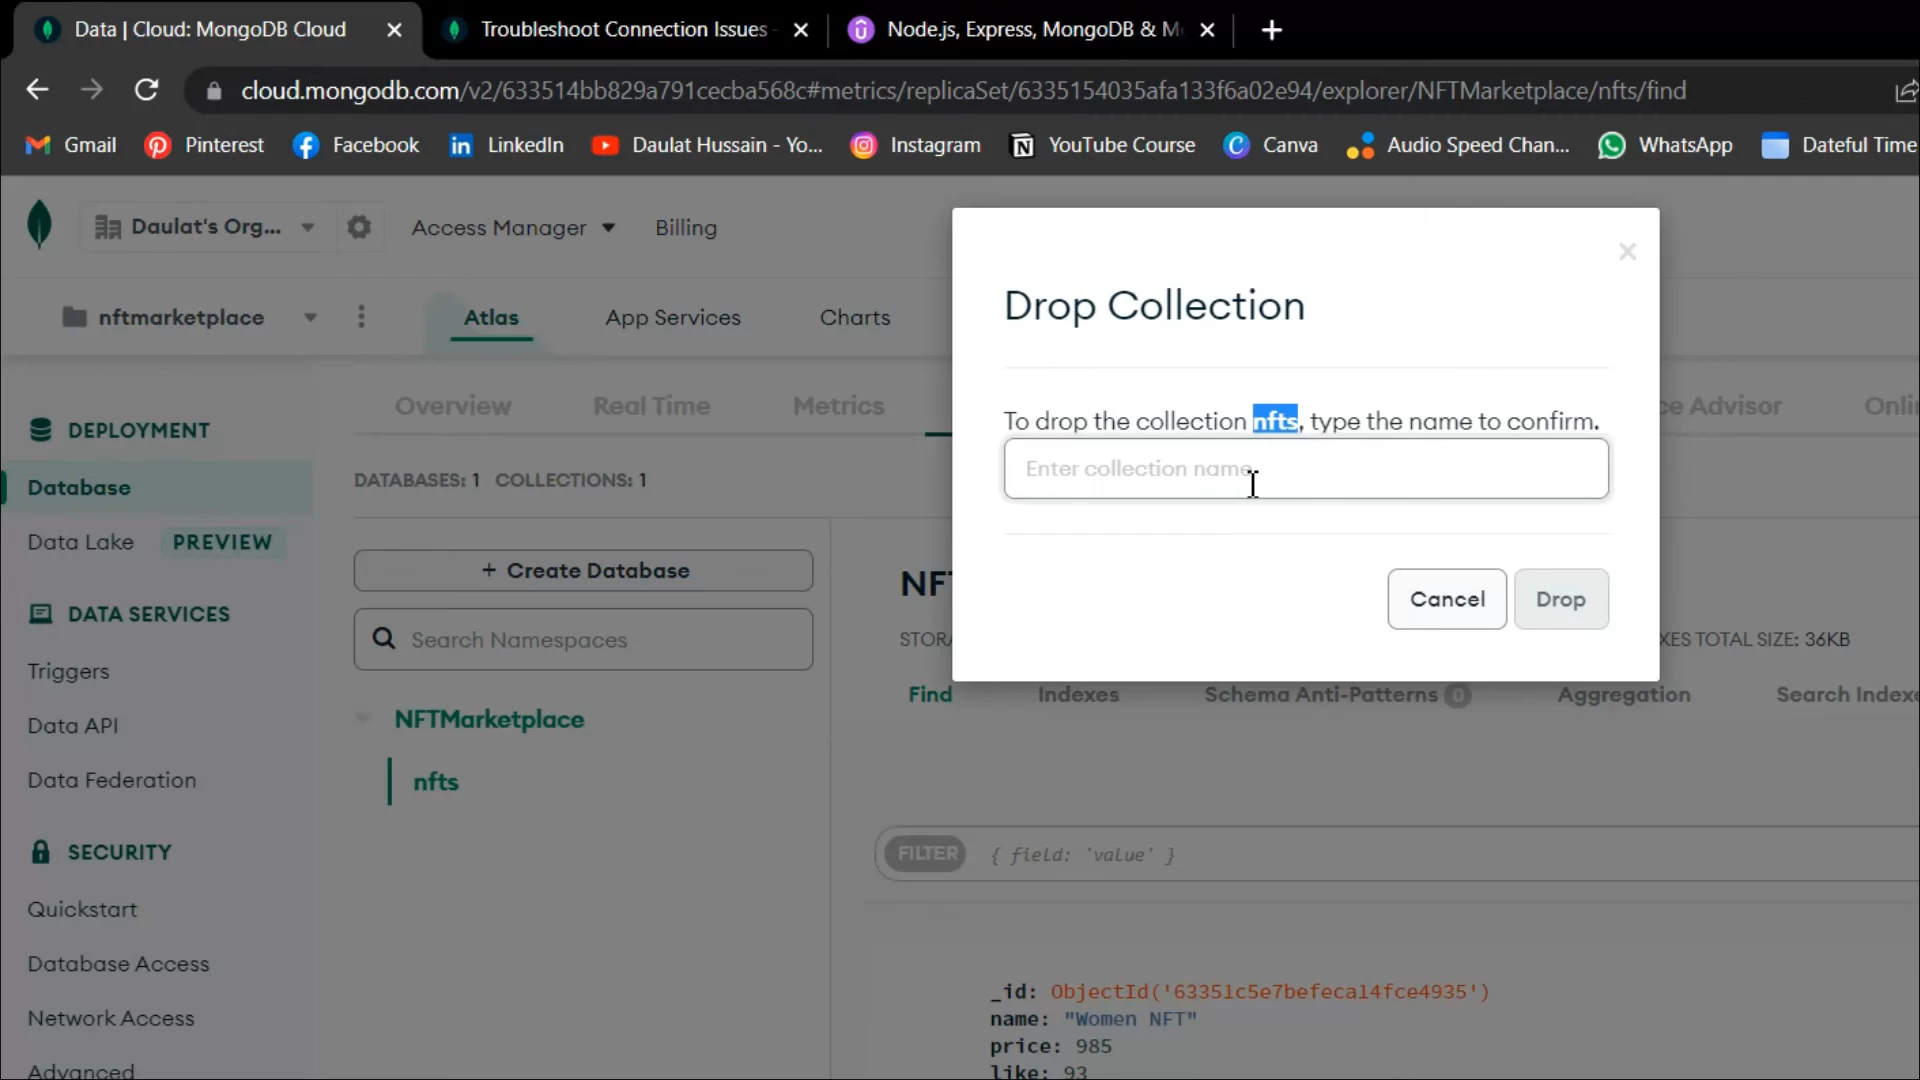 Data | Cloud: MongoDB Cloud
Troubleshoot Connection Issues
Node.js, Express, MongoDB & M
cloud.mongodb.com/v2/633514bb829a791cecba568c#metrics/replicaSet/6335154035afa133f6a02e94/explorer/NFTMarketplace/nfts/find
Gmail
Pinterest
Facebook
LinkedIn
Daulat Hussain - Yo...
Instagram
YouTube Course
Canva
Audio Speed Chan...
WhatsApp
Dateful Time
Daulat's Org...
Access Manager
Billing
nftmarketplace
Atlas
App Services
Charts
DEPLOYMENT
Database
Data Lake PREVIEW
DATA SERVICES
Triggers
Data API
Data Federation
SECURITY
Quickstart
Database Access
Network Access
Advanced
Overview
Real Time
Metrics
ce Advisor
Onli
DATABASES: 1 COLLECTIONS: 1
+ Create Database
Search Namespaces
NFTMarketplace
nfts
Drop Collection
To drop the collection nfts, type the name to confirm.
Enter collection name
Cancel
Drop
NF
STOR
XES TOTAL SIZE: 36KB
Find
Indexes
Schema Anti-Patterns 0
Aggregation
Search Indexe
FILTER { field: 'value' }
_id: ObjectId('63351c5e7befeca14fce4935')
name: "Women NFT"
price: 985
like: 93